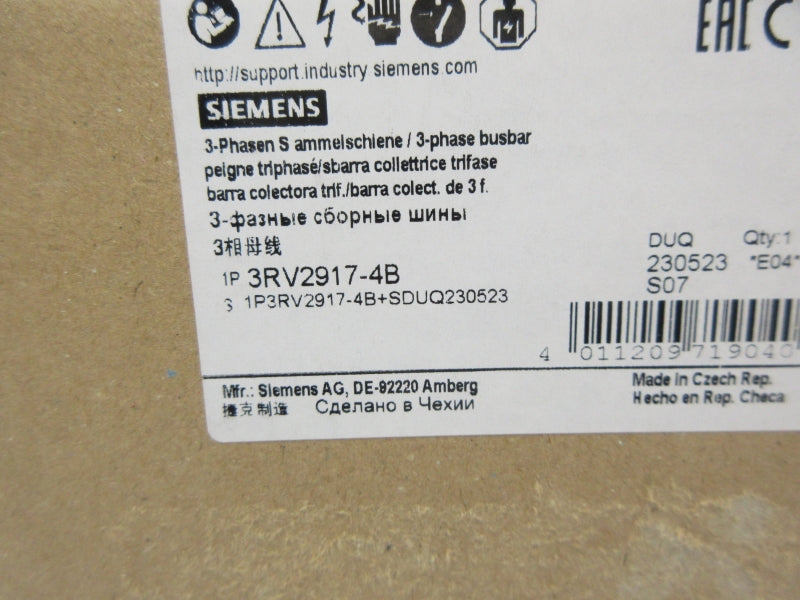 EAC C
http://support.industry siemens.com
SIEMENS
3-Phasen S ammelschiene / 3-phase busbar
peigne triphasé/sbarra collettrice trifase
barra colectora trif./barra colect. de 3 f.
3-фазные сборные шины
3相母线
1P 3RV2917-4B
S 1P3RV2917-4B+SDUQ230523
DUQ Qty:1
230523 *E04*
S07
4 011209 719040
Mfr.: Siemens AG, DE-92220 Amberg
捷克制造 Сделано в Чехии
Made in Czech Rep.
Hecho en Rep. Checa